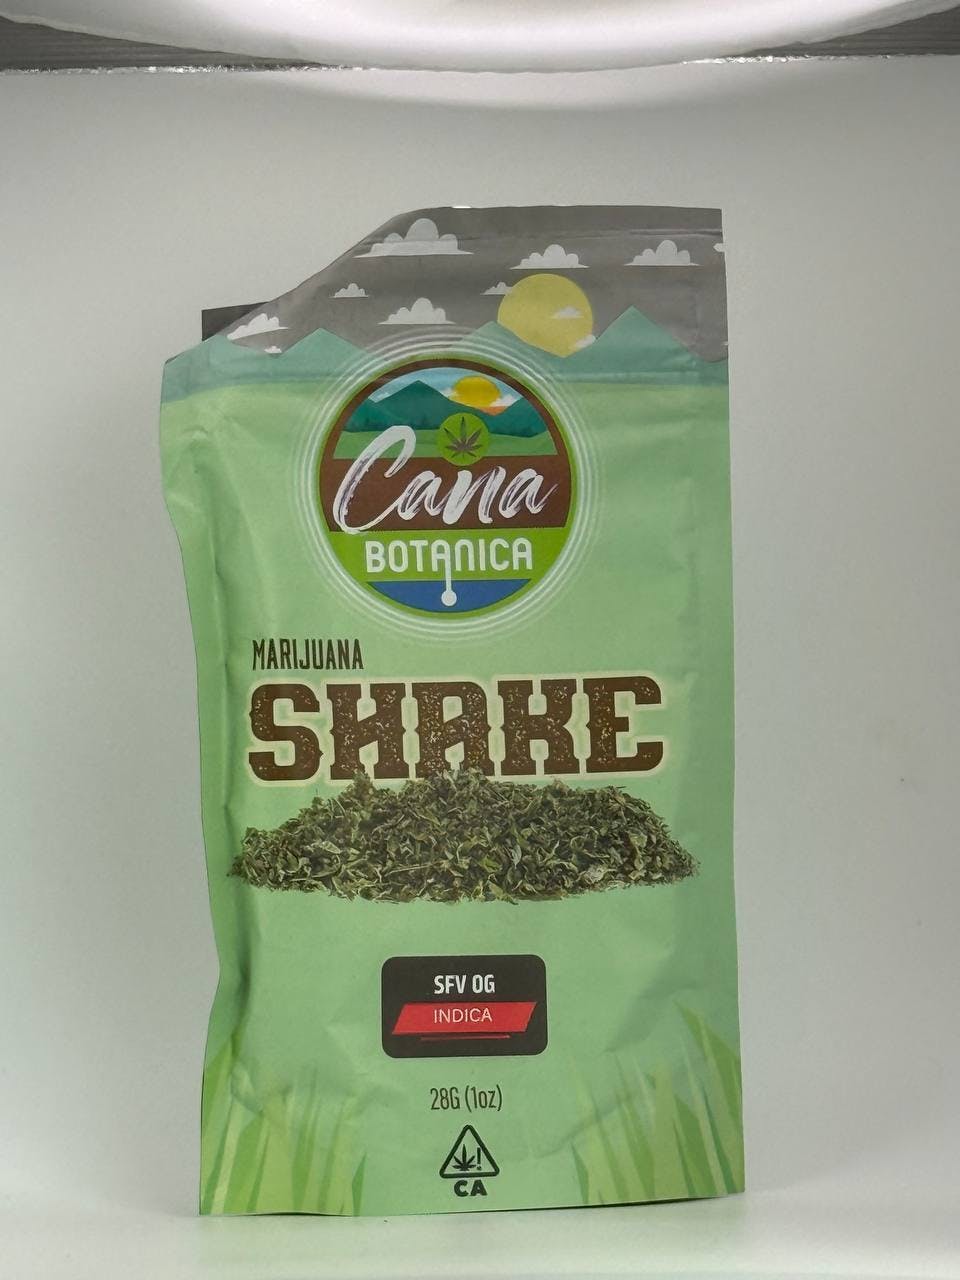 Cana
BOTANICA
MARIJUANA
SHAKE
SFV OG
INDICA
28G (1oz)
!
CA